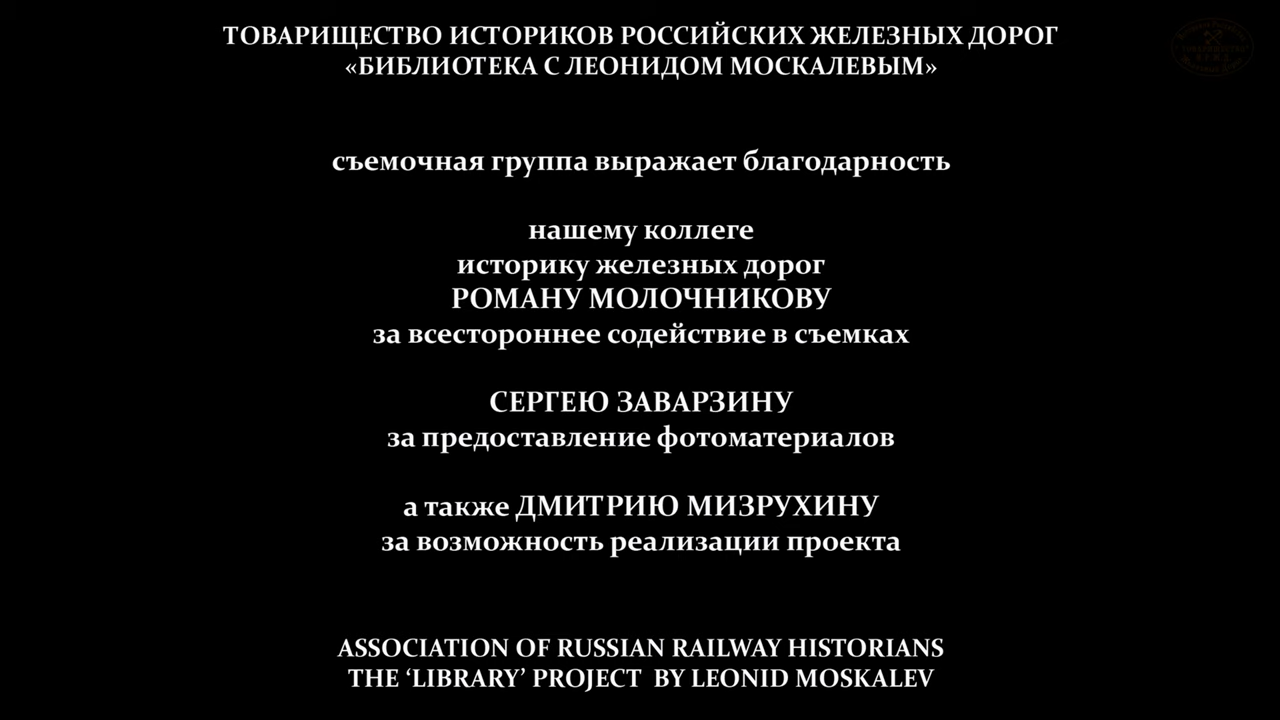 ТОВАРИЩЕСТВО ИСТОРИКОВ РОССИЙСКИХ ЖЕЛЕЗНЫХ ДОРОГ
«БИБЛИОТЕКА С ЛЕОНИДОМ МОСКАЛЕВЫМ»
съемочная группа выражает благодарность
нашему коллеге
историку железных дорог
РОМАНУ МОЛОЧНИКОВУ
за всестороннее содействие в съемках
СЕРГЕЮ ЗАВАРЗИНУ
за предоставление фотоматериалов
а также ДМИТРИЮ МИЗРУХИНУ
за возможность реализации проекта
ASSOCIATION OF RUSSIAN RAILWAY HISTORIANS
THE ‘LIBRARY’ PROJECT  BY LEONID MOSKALEV